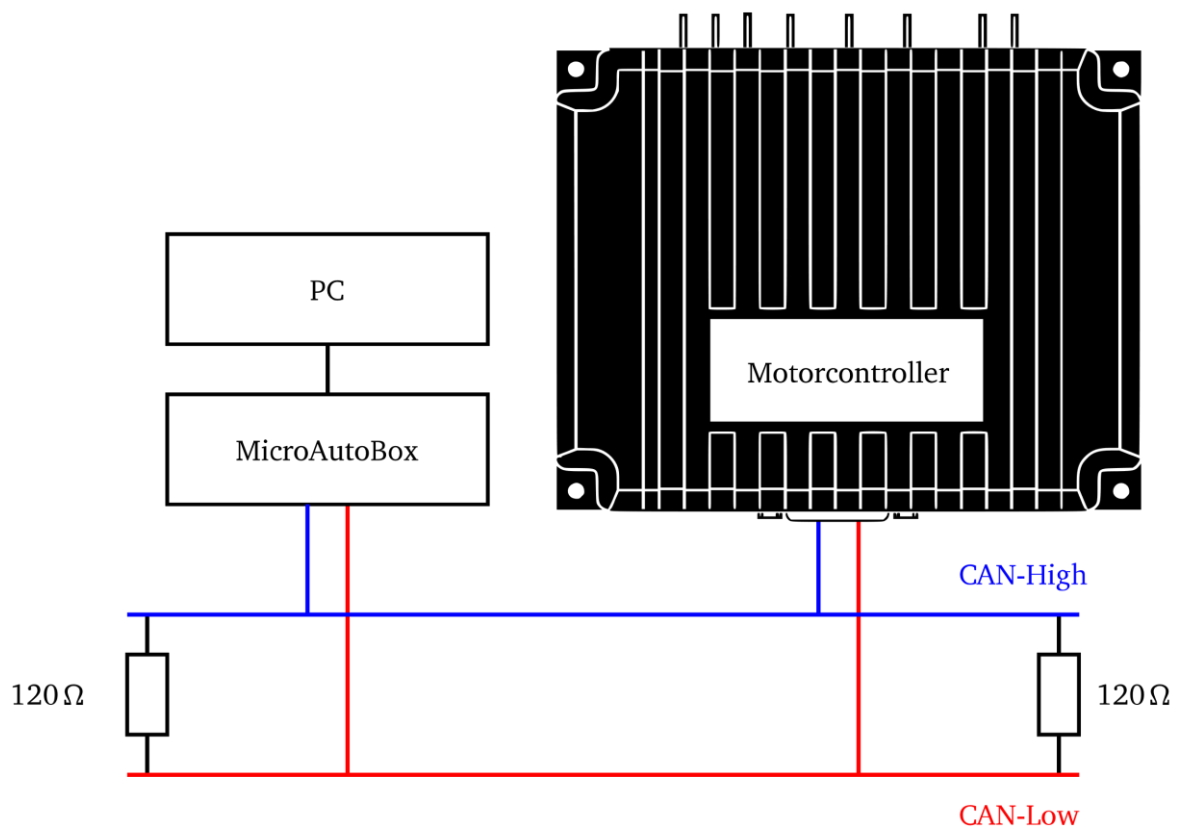 PC
Motorcontroller
MicroAutoBox
CAN-High
120 Ω
120 Ω
CAN-Low